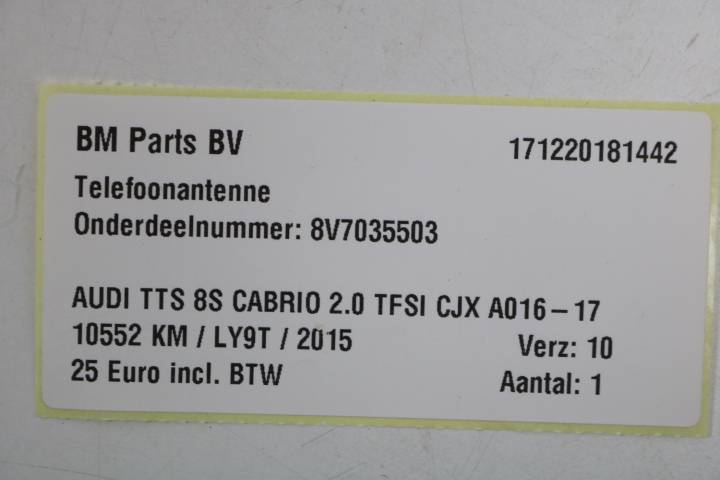 BM Parts BV 171220181442
Telefoonantenne
Onderdeelnummer: 8V7035503
AUDI TTS 8S CABRIO 2.0 TFSI CJX A016-17
10552 KM / LY9T / 2015 Verz: 10
25 Euro incl. BTW Aantal: 1